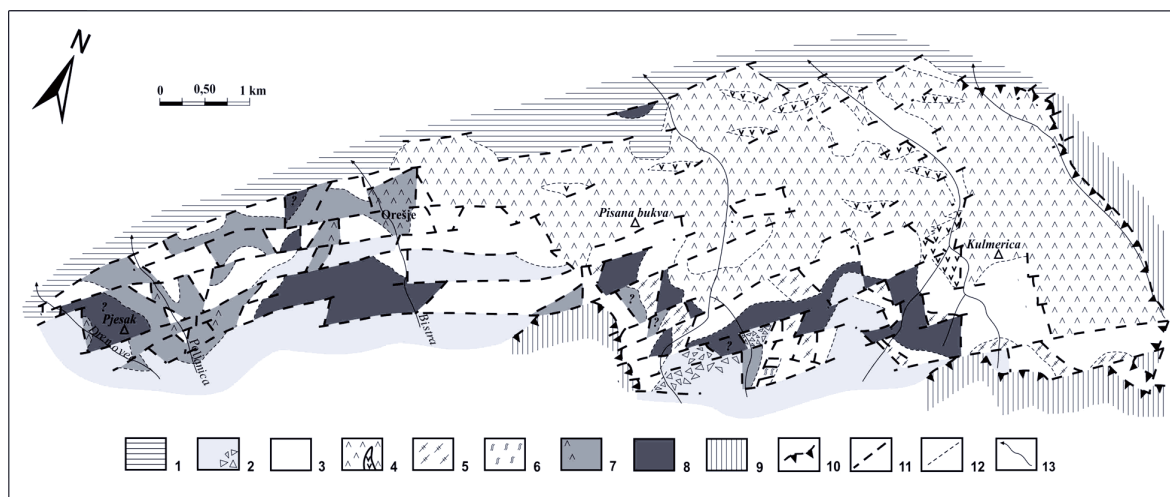 N
0 0,50 1 km
?
Orešje
Pisana bukva
Kulmerica
?
?
Pjesak
?
?
Bistra
1 2 3 4 5 6 7 8 9 10 11 12 13